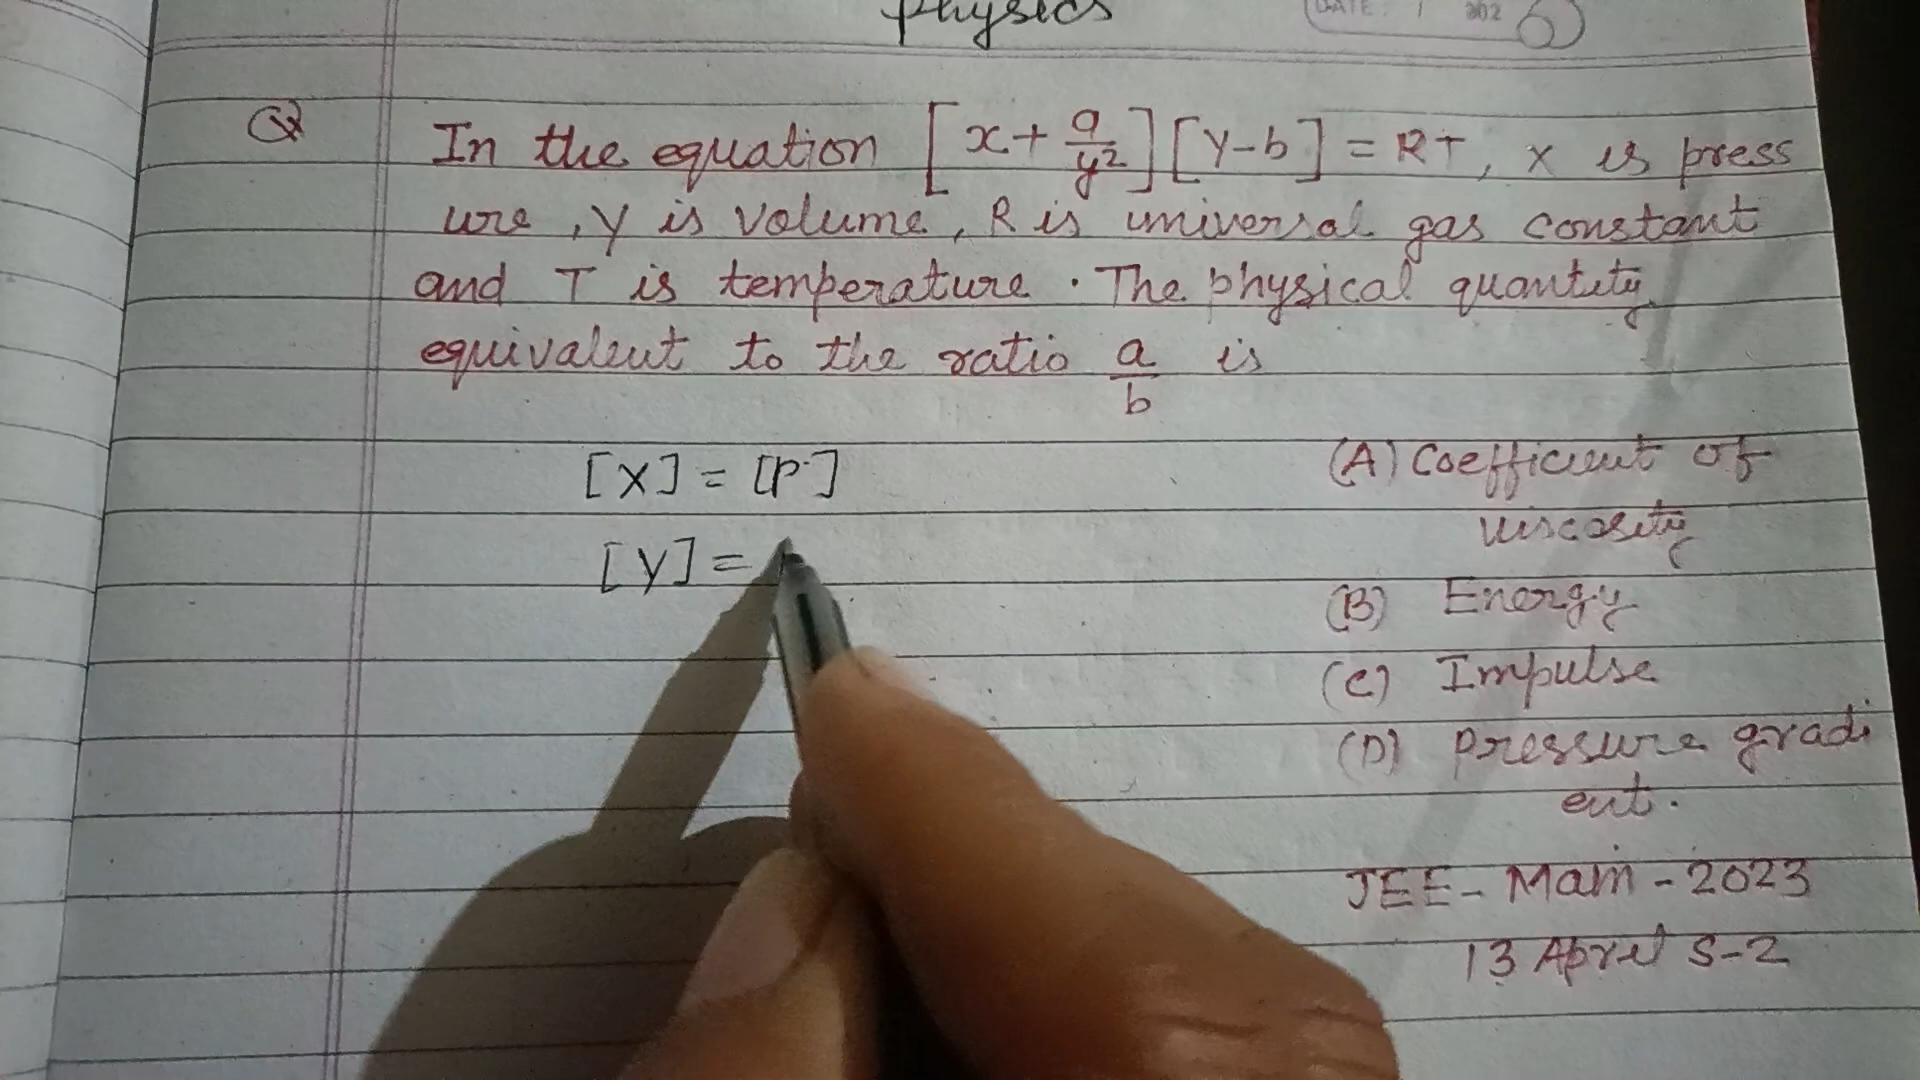 Physics
DATE: / 202
Q In the equation [x + a/y²][Y-b] = RT, X is press
ure, Y is volume, R is universal gas constant
and T is temperature. The physical quantity
equivalent to the ratio a/b is
[X] = [P]
[Y] =
(A) Coefficient of
viscosity
(B) Energy
(C) Impulse
(D) Pressure gradi
ent.
JEE-Main-2023
13 April S-2